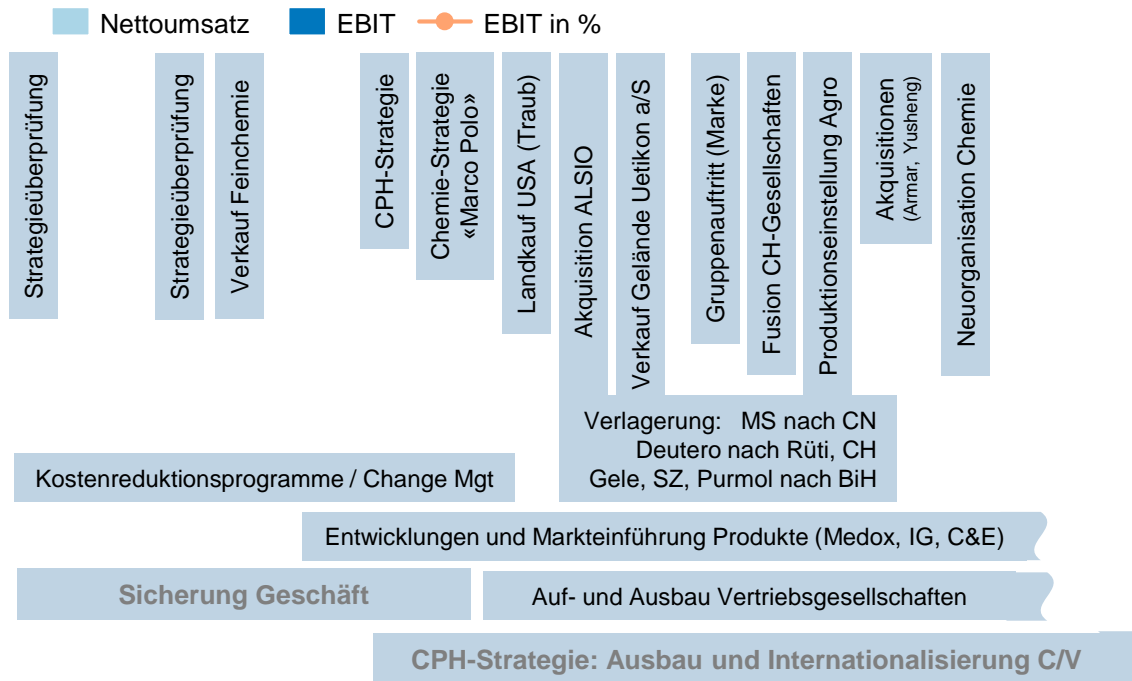 Nettoumsatz EBIT EBIT in %
Strategieüberprüfung
Strategieüberprüfung
Verkauf Feinchemie
CPH-Strategie
Chemie-Strategie
«Marco Polo»
Landkauf USA (Traub)
Akquisition ALSIO
Verkauf Gelände Uetikon a/S
Gruppenauftritt (Marke)
Fusion CH-Gesellschaften
Produktionseinstellung Agro
Akquisitionen
(Armar, Yusheng)
Neuorganisation Chemie
Verlagerung: MS nach CN
Deutero nach Rüti, CH
Gele, SZ, Purmol nach BiH
Kostenreduktionsprogramme / Change Mgt
Entwicklungen und Markteinführung Produkte (Medox, IG, C&E)
Sicherung Geschäft
Auf- und Ausbau Vertriebsgesellschaften
CPH-Strategie: Ausbau und Internationalisierung C/V